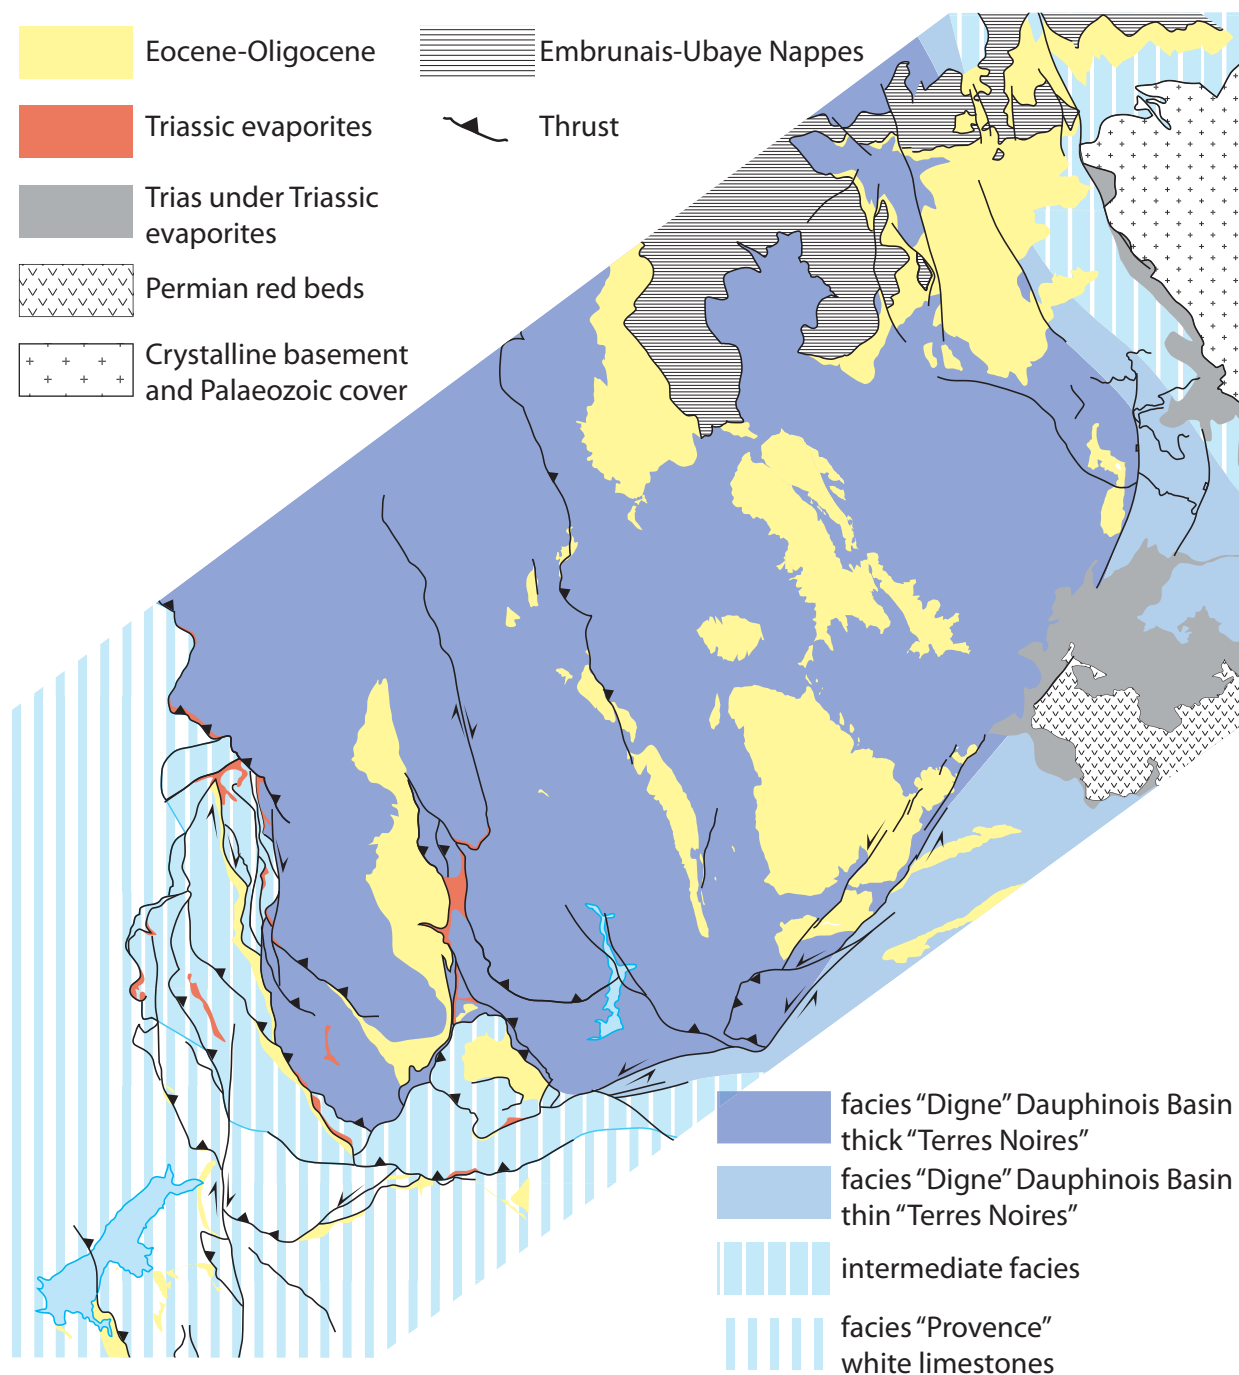 Eocene-Oligocene
Embrunais-Ubaye Nappes
Triassic evaporites
Thrust
Trias under Triassic
evaporites
Permian red beds
Crystalline basement
and Palaeozoic cover
facies “Digne” Dauphinois Basin
thick “Terres Noires”
facies “Digne” Dauphinois Basin
thin “Terres Noires”
intermediate facies
facies “Provence”
white limestones